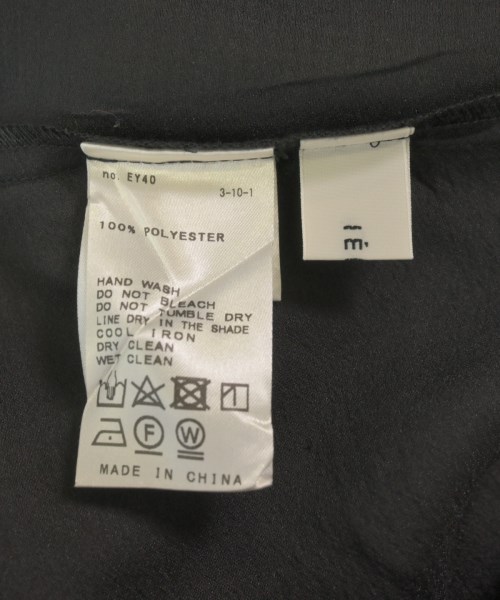 no. EY40
3-10-1
100% POLYESTER
HAND WASH
DO NOT BLEACH
DO NOT TUMBLE DRY
LINE DRY IN THE SHADE
COOL IRON
DRY CLEAN
WET CLEAN
F W
MADE IN CHINA